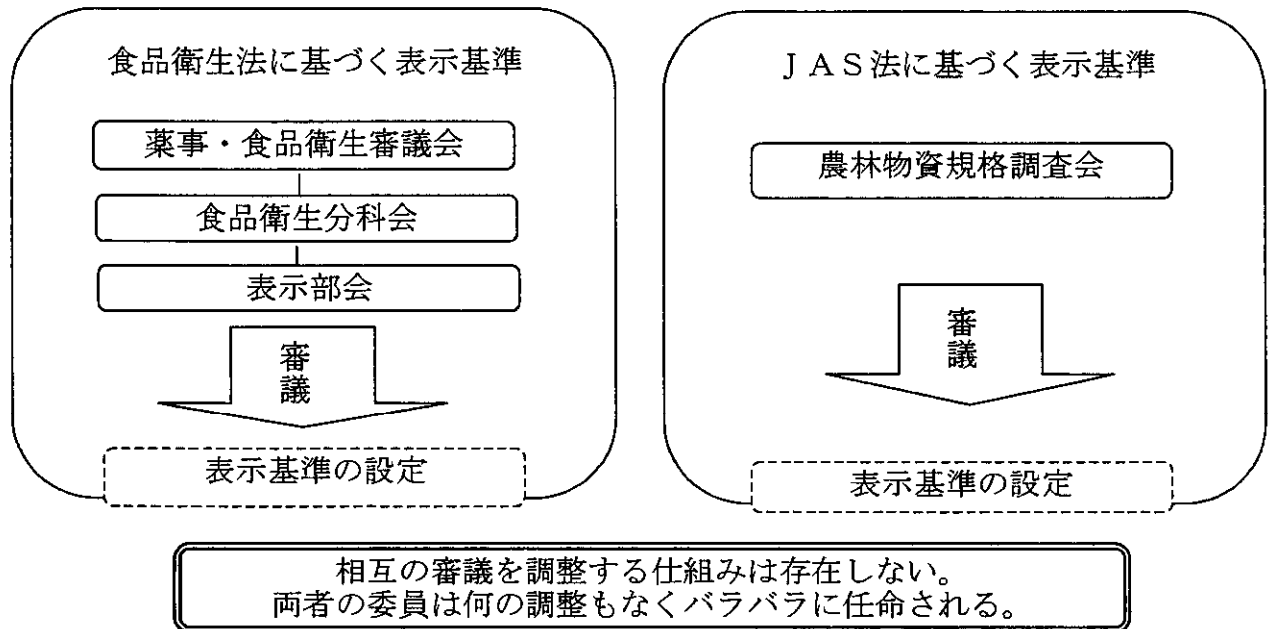 食品衛生法に基づく表示基準
薬事・食品衛生審議会
食品衛生分科会
表示部会
審議
表示基準の設定
JAS法に基づく表示基準
農林物資規格調査会
審議
表示基準の設定
相互の審議を調整する仕組みは存在しない。
両者の委員は何の調整もなくバラバラに任命される。